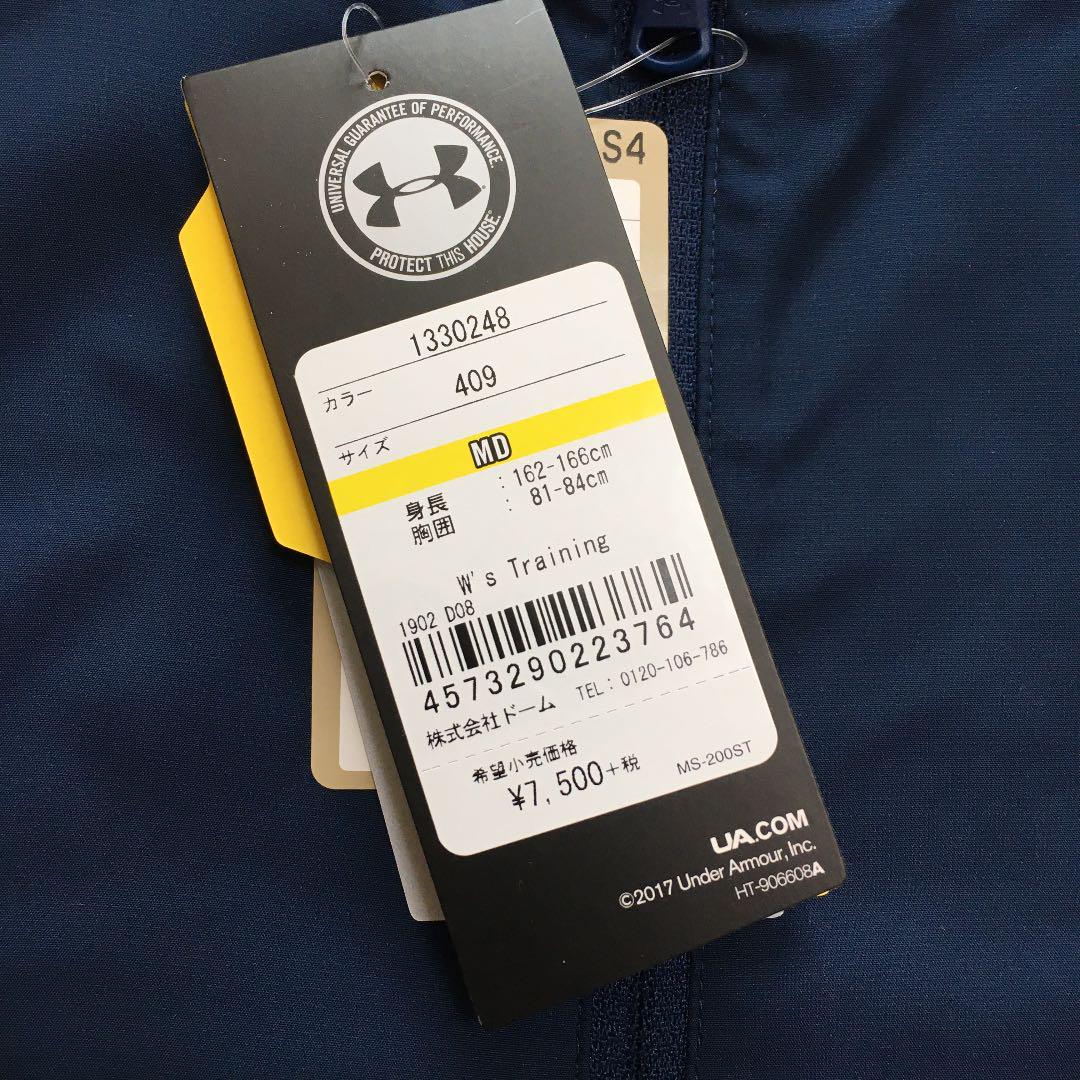 UNIVERSAL GUARANTEE OF PERFORMANCE.
PROTECT THIS HOUSE.
S4
1330248
カラー 409
サイズ MD
身長 : 162-166cm
胸囲 : 81-84cm
W's Training
1902 D08
4573290223764
株式会社ドーム TEL: 0120-106-786
希望小売価格
¥7,500+税 MS-200ST
UA.COM
©2017 Under Armour, Inc.
HT-906608A